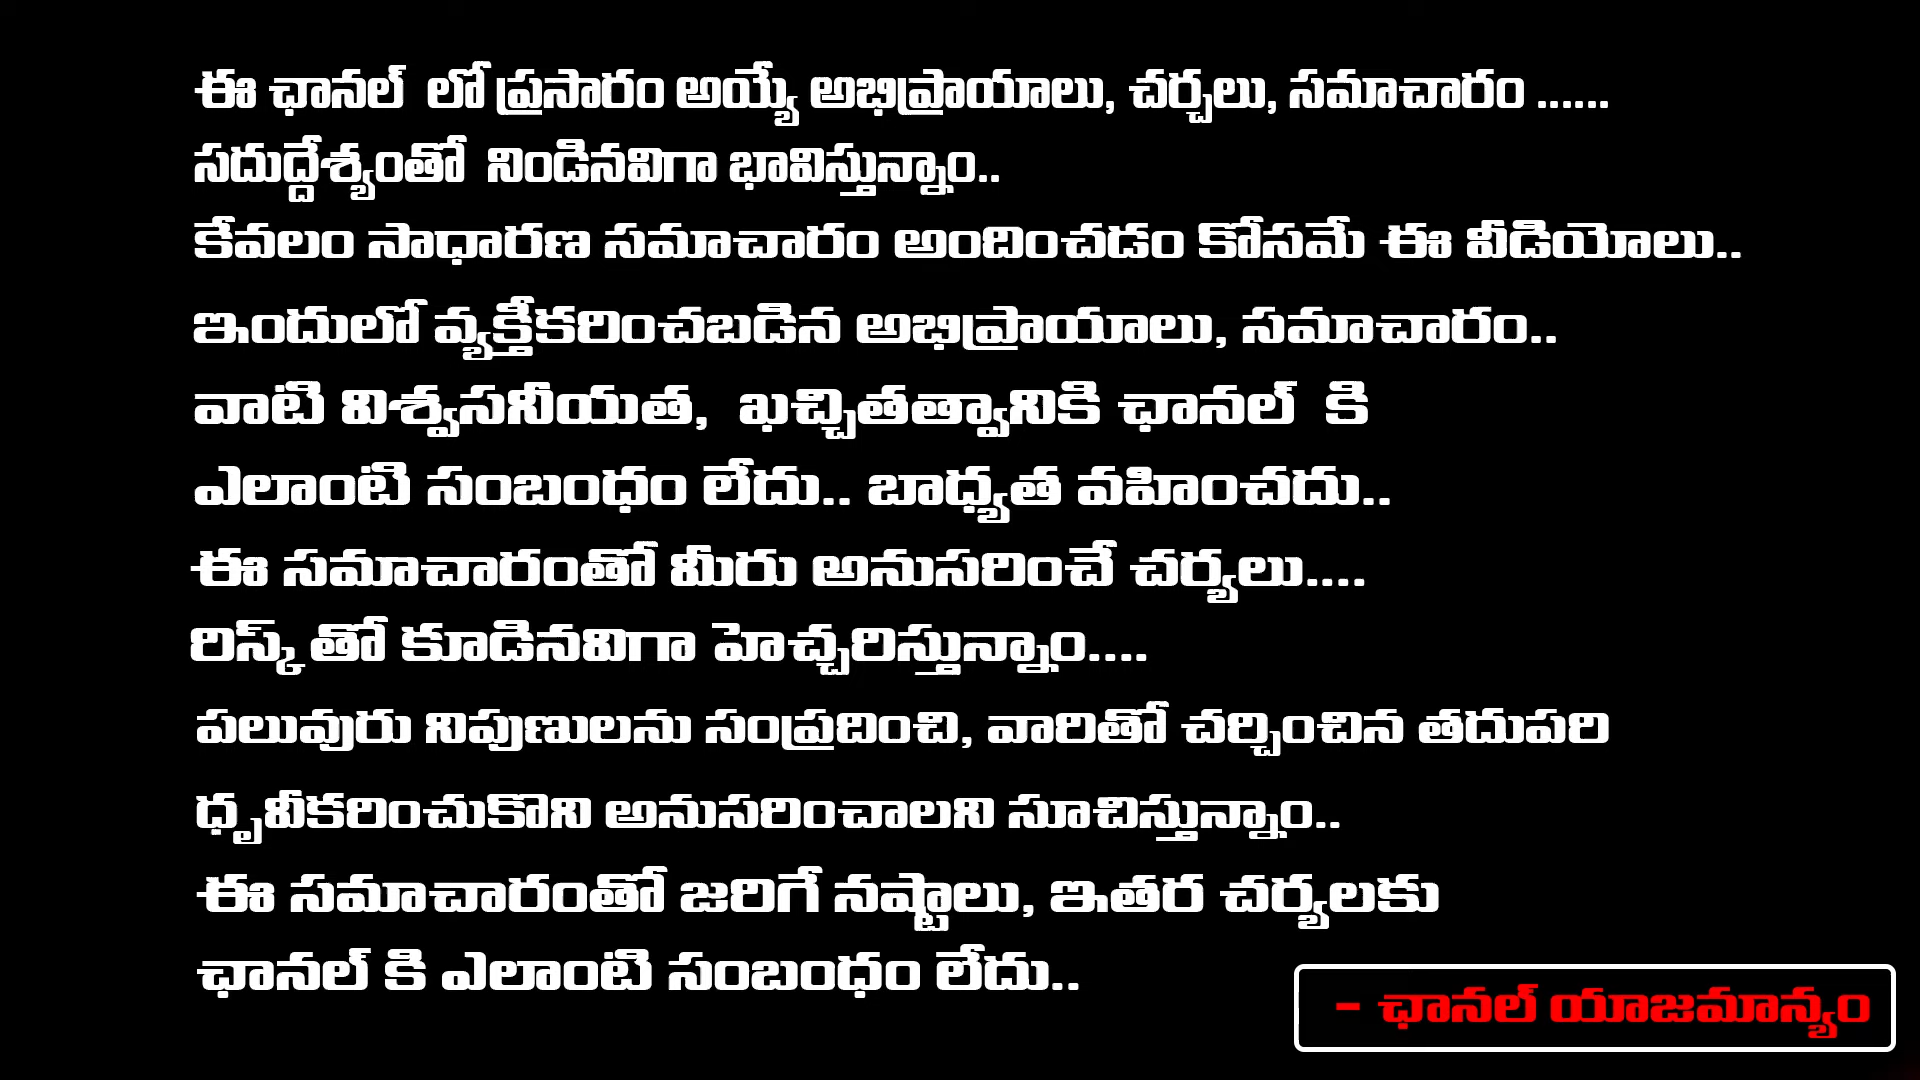 ఈ ఛానల్ లో ప్రసారం అయ్యే అభిప్రాయాలు, చర్చలు, సమాచారం ......
సదుద్దేశ్యంతో నిండినవిగా భావిస్తున్నాం..
కేవలం సాధారణ సమాచారం అందించడం కోసమే ఈ వీడియోలు..
ఇందులో వ్యక్తీకరించబడిన అభిప్రాయాలు, సమాచారం..
వాటి విశ్వసనీయత, ఖచ్చితత్వానికి ఛానల్ కి
ఎలాంటి సంబంధం లేదు.. బాధ్యత వహించదు..
ఈ సమాచారంతో మీరు అనుసరించే చర్యలు....
రిస్క్ తో కూడినవిగా హెచ్చరిస్తున్నాం....
పలువురు నిపుణులను సంప్రదించి, వారితో చర్చించిన తదుపరి
ధృవీకరించుకొని అనుసరించాలని సూచిస్తున్నాం..
ఈ సమాచారంతో జరిగే నష్టాలు, ఇతర చర్యలకు
ఛానల్ కి ఎలాంటి సంబంధం లేదు..
- ఛానల్ యాజమాన్యం